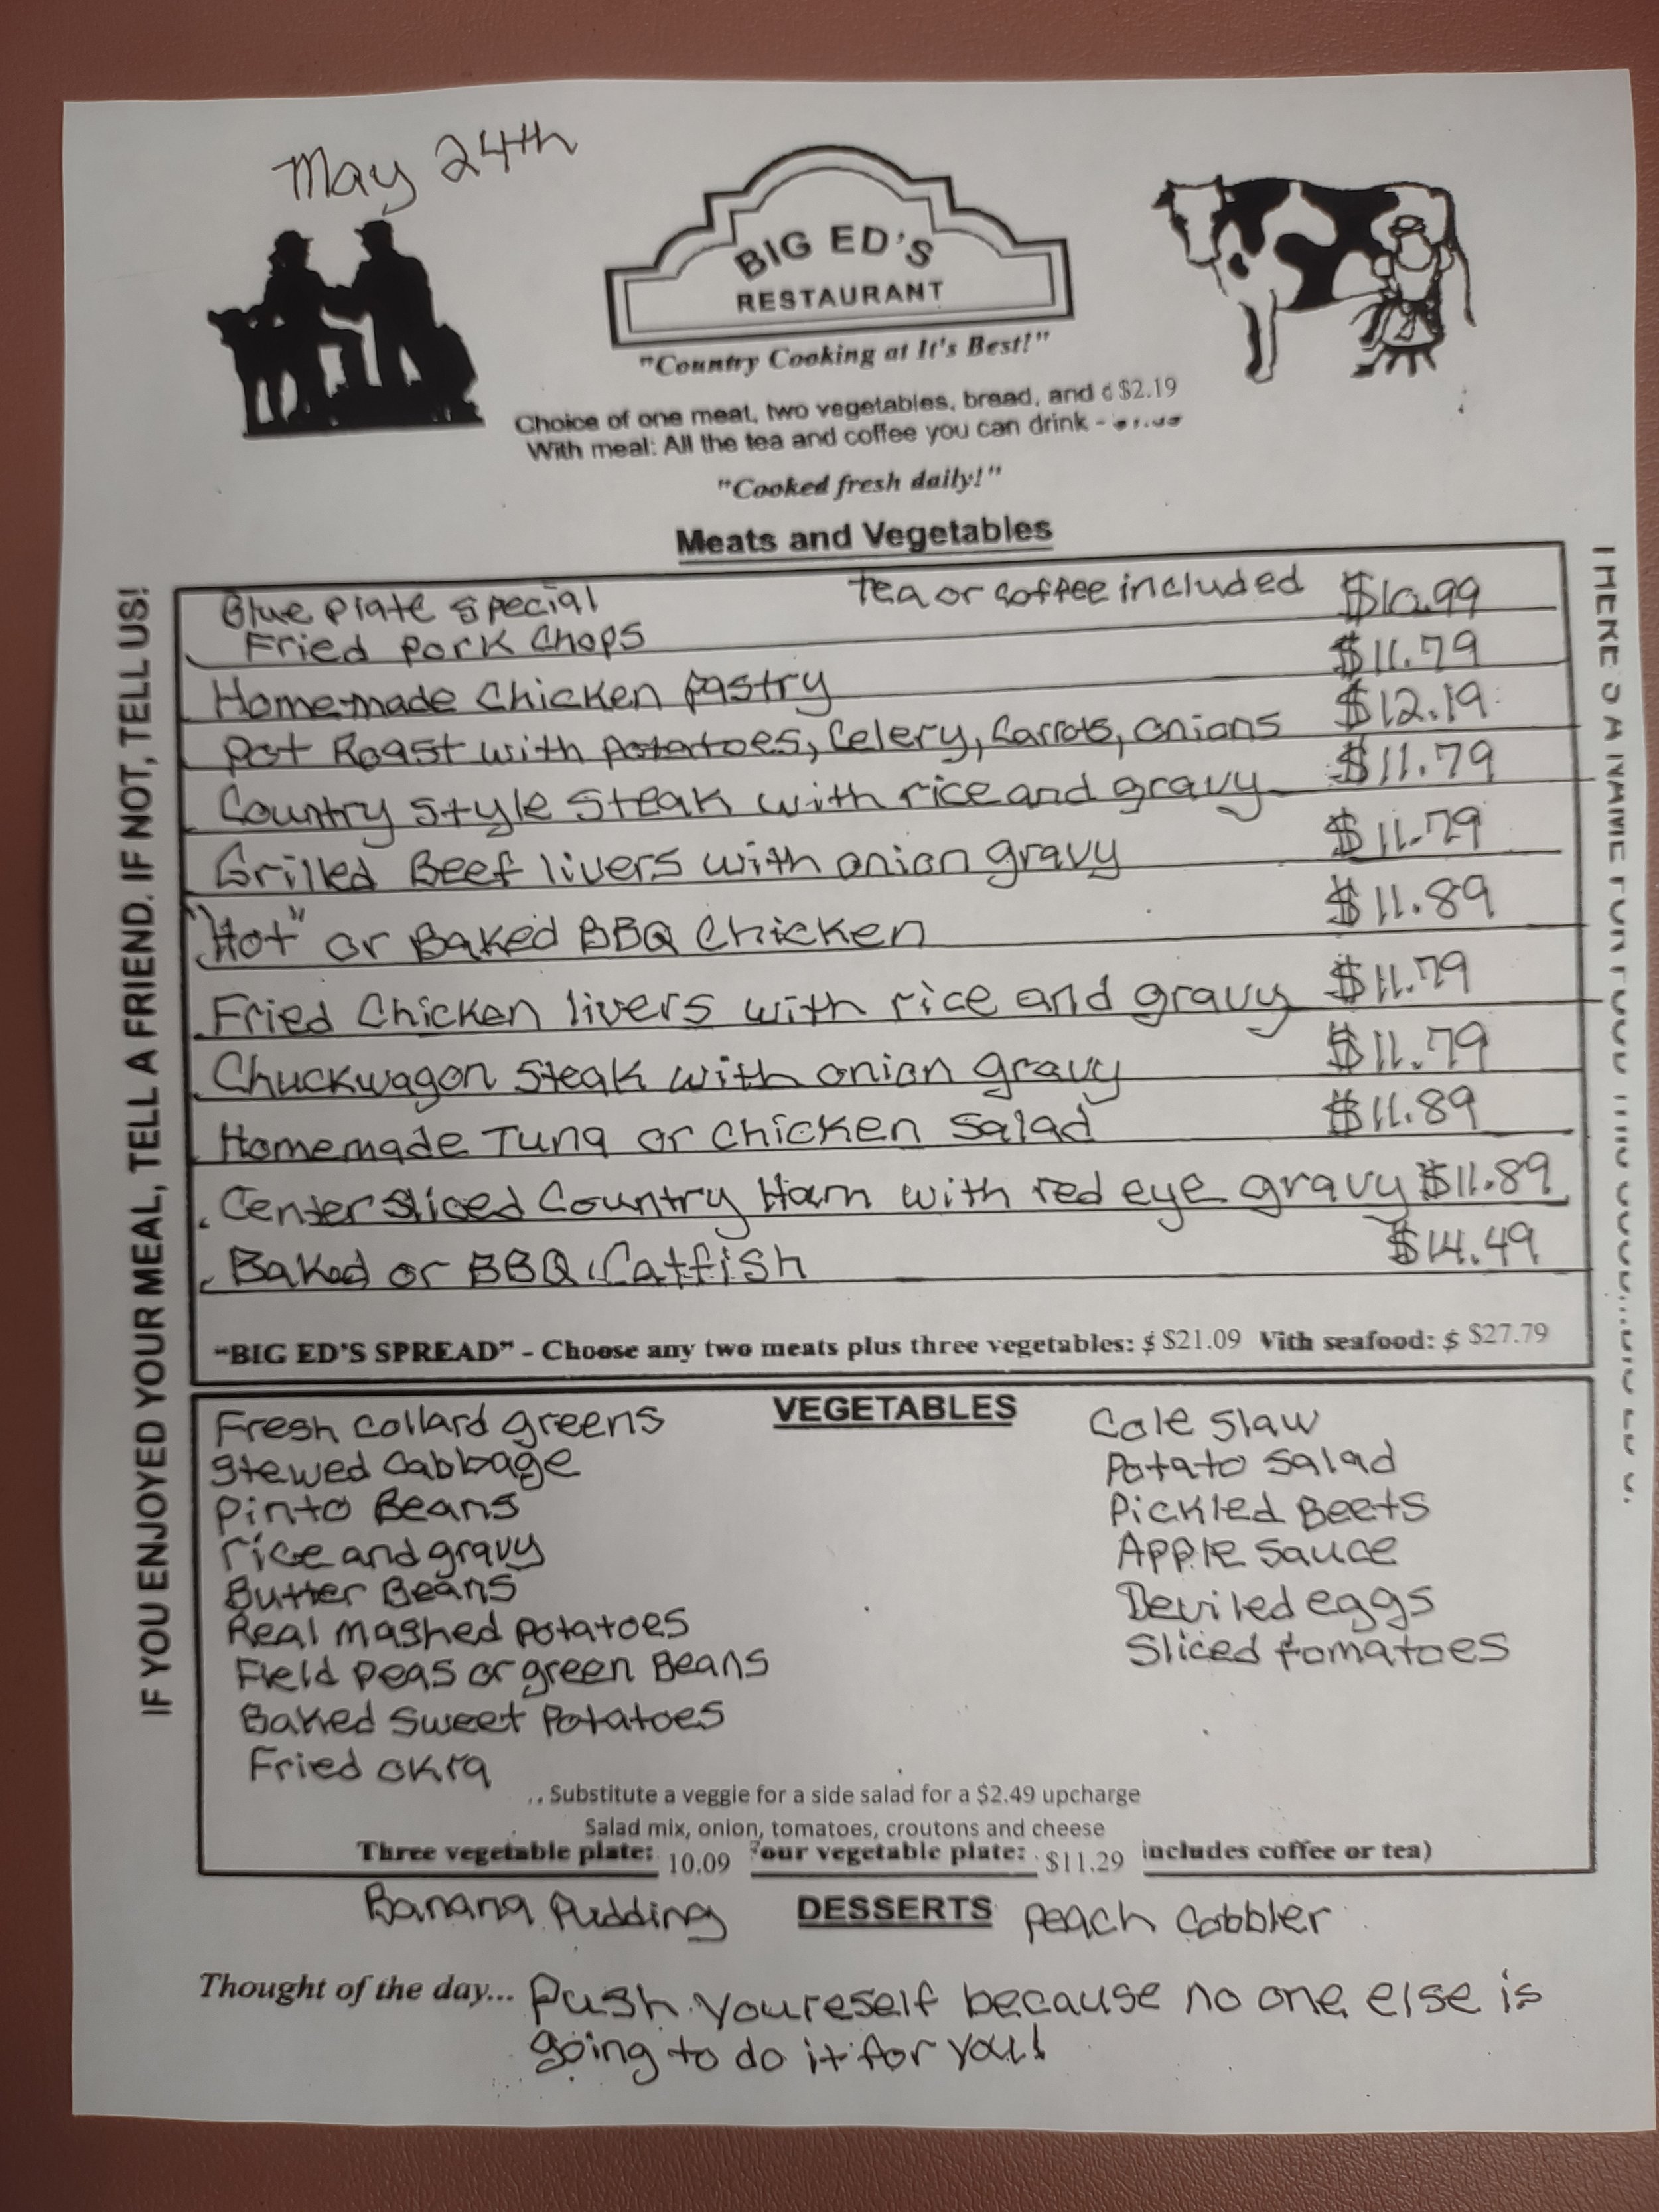 May 24th
BIG ED'S
RESTAURANT
"Country Cooking at It's Best!"
Choice of one meat, two vegetables, bread, and $2.19
With meal: All the tea and coffee you can drink -
"Cooked fresh daily!"
Meats and Vegetables
Blue Plate Special tea or coffee included $10.99
Fried Pork Chops
$11.79
Homemade Chicken pastry
$12.19
Pot Roast with potatoes, Celery, Carrots, onions
$11.79
Country Style Steak with rice and gravy
$11.79
Grilled Beef livers with onion gravy
$11.89
"Hot" or Baked BBQ Chicken
$11.79
Fried Chicken livers with rice and gravy
$11.79
Chuckwagon Steak with onion gravy
$11.89
Homemade Tuna or Chicken Salad
Center Sliced Country Ham with red eye gravy $11.89
$14.49
Baked or BBQ Catfish
"BIG ED'S SPREAD" - Choose any two meats plus three vegetables: $ $21.09 Vith seafood: $ $27.79
VEGETABLES
Fresh collard greens
Stewed Cabbage
Pinto Beans
rice and gravy
Butter Beans
Real mashed potatoes
Field peas or green Beans
Baked Sweet Potatoes
Fried okra
Cole Slaw
Potato Salad
Pickled Beets
Apple Sauce
Deviled eggs
Sliced tomatoes
Substitute a veggie for a side salad for a $2.49 upcharge
Salad mix, onion, tomatoes, croutons and cheese
Three vegetable plate: 10.09 our vegetable plate: $11.29 includes coffee or tea)
Banana Pudding DESSERTS Peach Cobbler
Thought of the day... Push youreself because no one else is
going to do it for you!
IF YOU ENJOYED YOUR MEAL, TELL A FRIEND. IF NOT, TELL US!